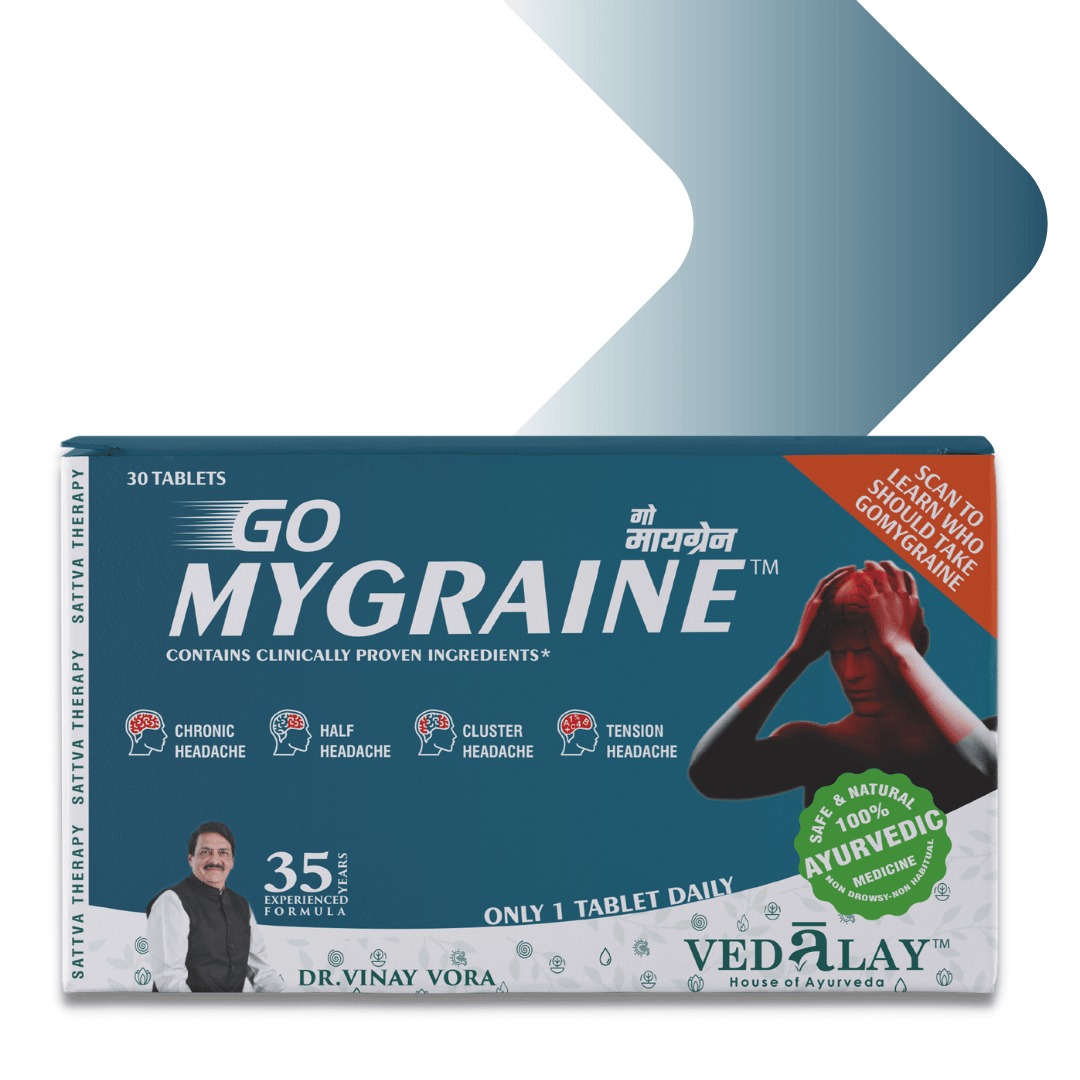 30 TABLETS
GO
MYGRAINE™
गो
मायग्रेन
CONTAINS CLINICALLY PROVEN INGREDIENTS*
SCAN TO
LEARN WHO
SHOULD TAKE
GOMYGRAINE
SATTVA THERAPY SATTVA THERAPY SATTVA THERAPY
CHRONIC
HEADACHE
HALF
HEADACHE
CLUSTER
HEADACHE
TENSION
HEADACHE
SAFE & NATURAL
100%
AYURVEDIC
MEDICINE
NON DROWSY-NON HABITUAL
35 YEARS
EXPERIENCED
FORMULA
ONLY 1 TABLET DAILY
DR.VINAY VORA
VEDĀLAY™
House of Ayurveda